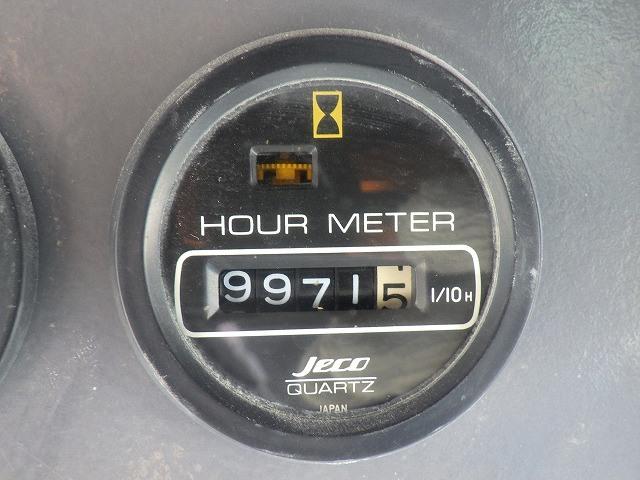 HOUR METER
99715 1/10H
Jeco
QUARTZ
JAPAN